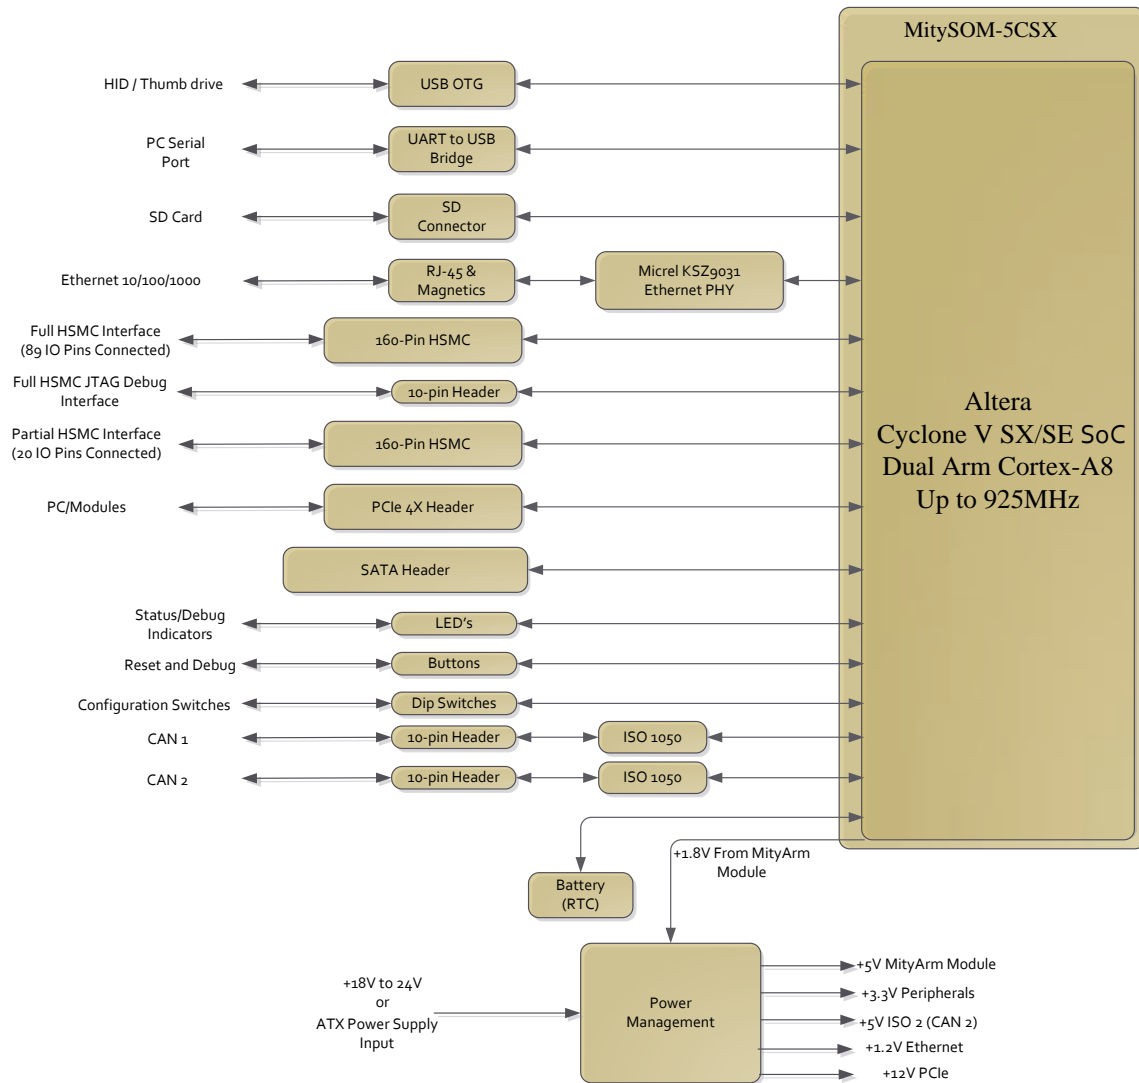 MitySOM-5CSX
HID / Thumb drive
USB OTG
PC Serial
Port
UART to USB
Bridge
SD Card
SD
Connector
Ethernet 10/100/1000
RJ-45 &
Magnetics
Micrel KSZ9031
Ethernet PHY
Full HSMC Interface
(89 IO Pins Connected)
160-Pin HSMC
Full HSMC JTAG Debug
Interface
10-pin Header
Partial HSMC Interface
(20 IO Pins Connected)
160-Pin HSMC
PC/Modules
PCIe 4X Header
SATA Header
Status/Debug
Indicators
LED's
Reset and Debug
Buttons
Configuration Switches
Dip Switches
CAN 1
10-pin Header
ISO 1050
CAN 2
10-pin Header
ISO 1050
Altera
Cyclone V SX/SE SoC
Dual Arm Cortex-A8
Up to 925MHz
+1.8V From MityArm
Module
Battery
(RTC)
+18V to 24V
or
ATX Power Supply
Input
Power
Management
+5V MityArm Module
+3.3V Peripherals
+5V ISO 2 (CAN 2)
+1.2V Ethernet
+12V PCIe